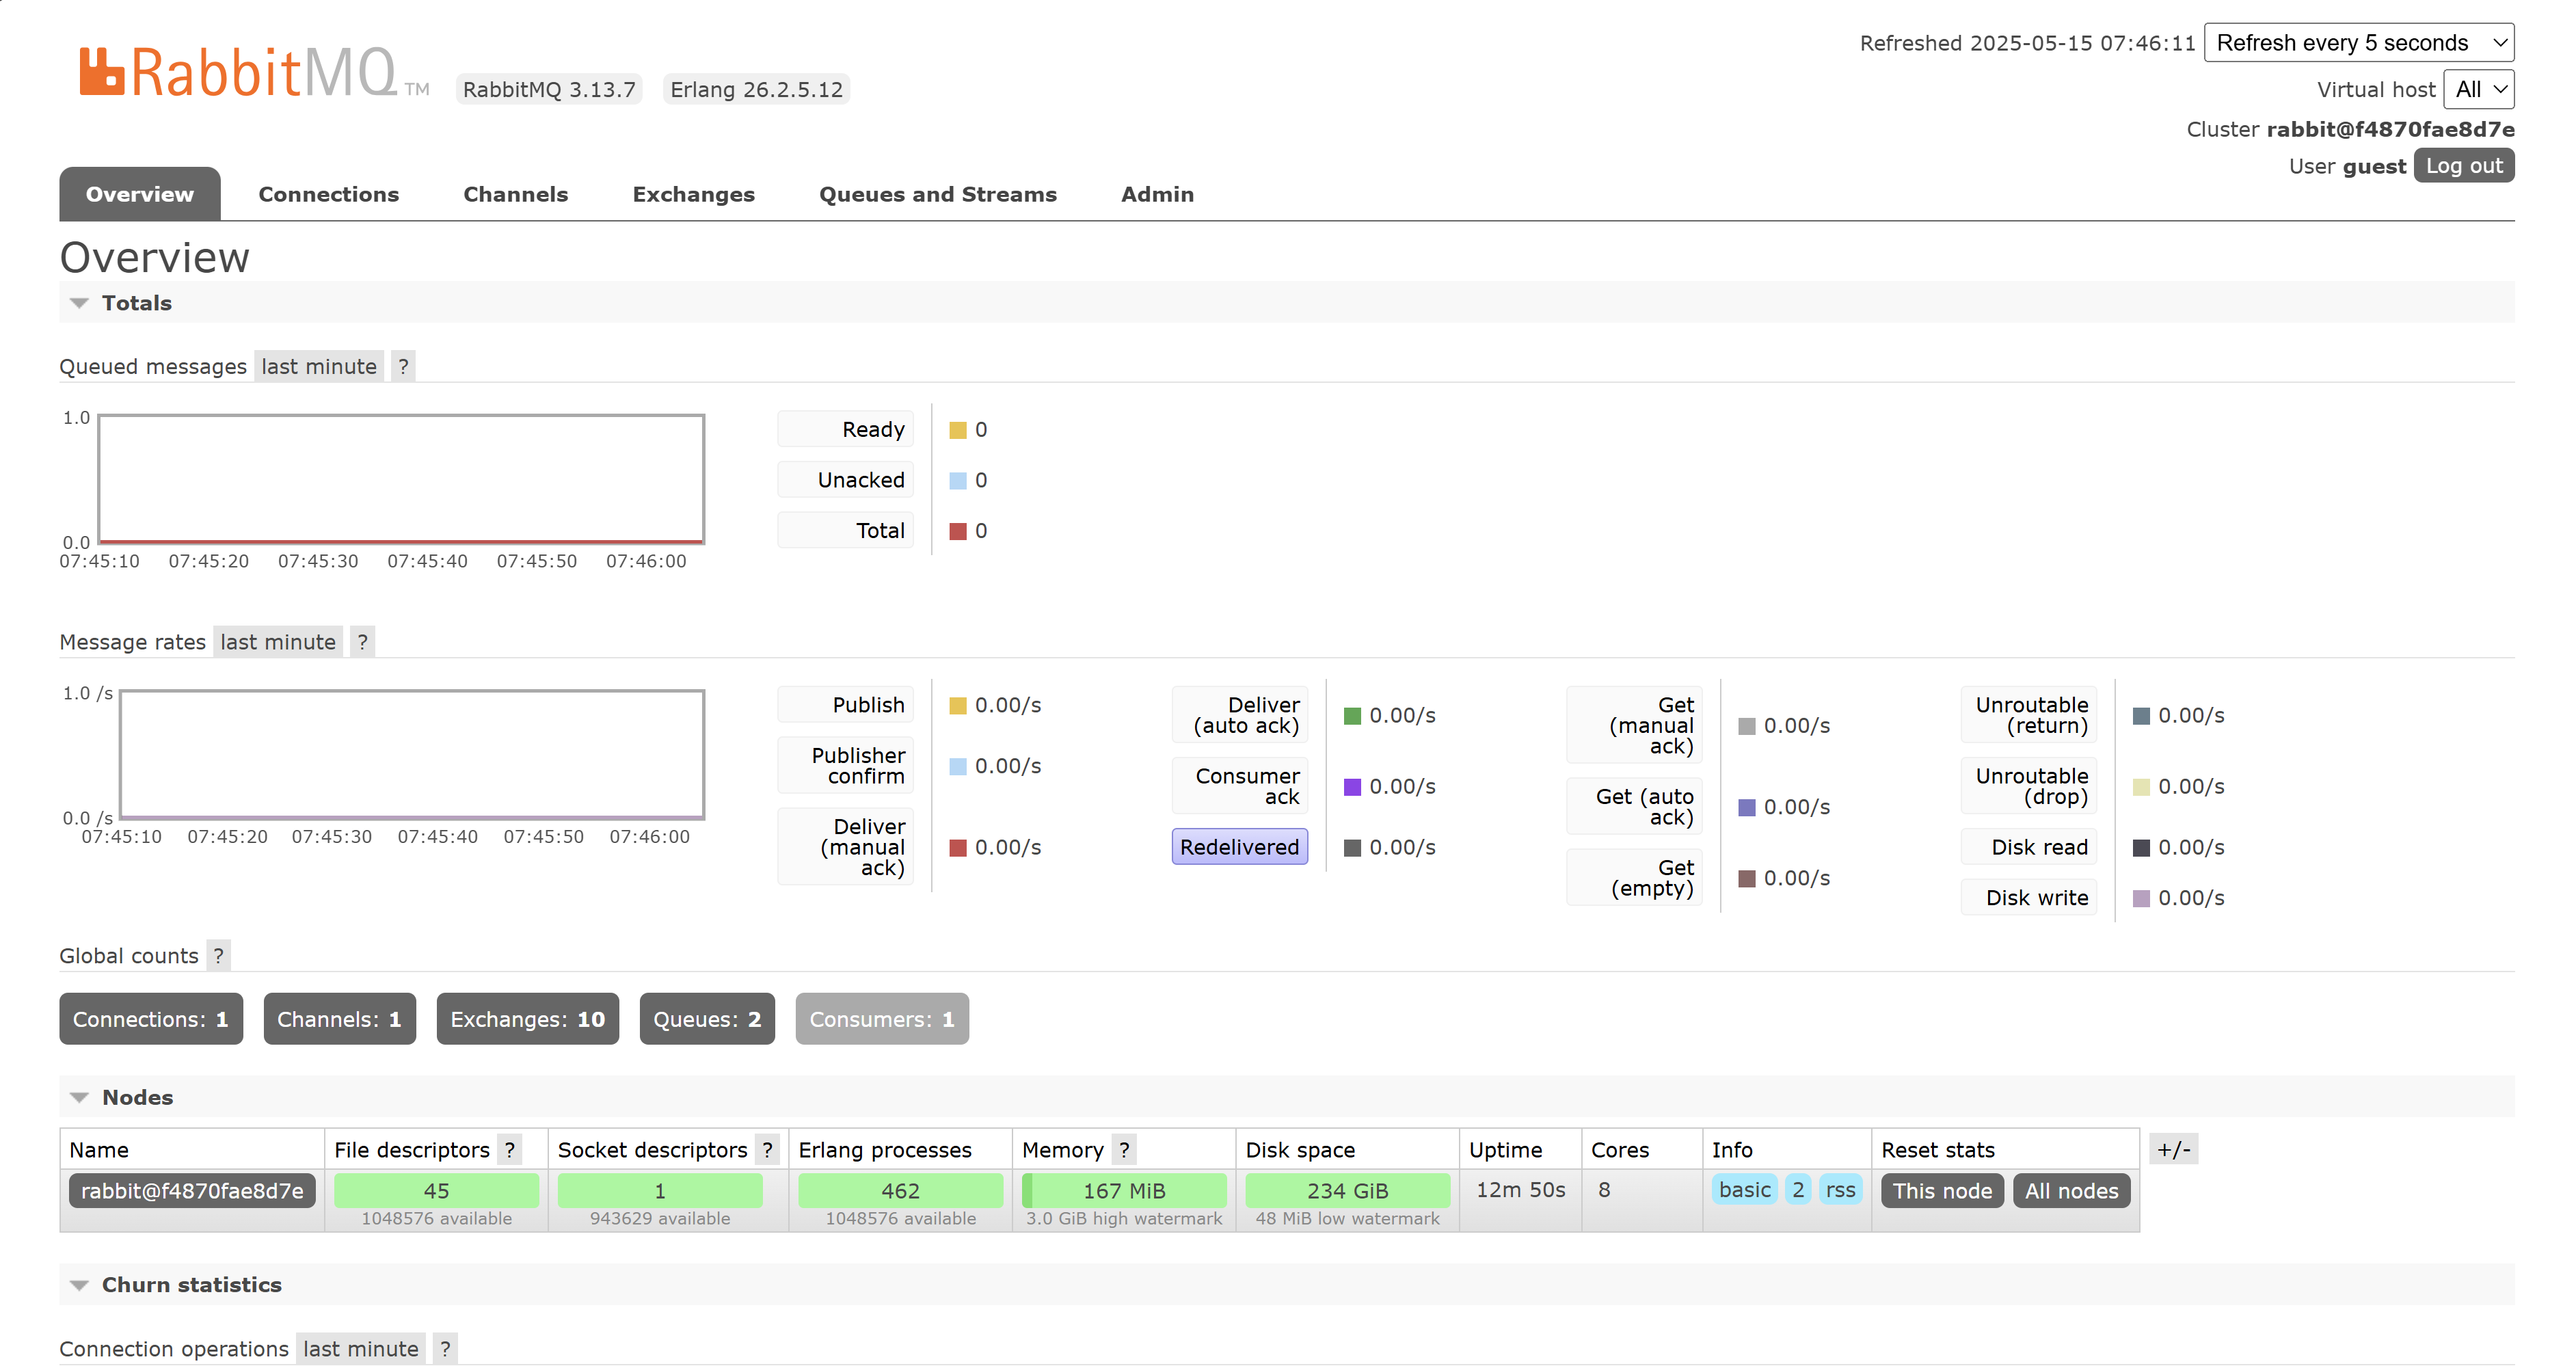 RabbitMQ TM RabbitMQ 3.13.7 Erlang 26.2.5.12
Refreshed 2025-05-15 07:46:11 Refresh every 5 seconds
Virtual host All
Cluster rabbit@f4870fae8d7e
User guest Log out
Overview Connections Channels Exchanges Queues and Streams Admin
Overview
Totals
Queued messages last minute ?
1.0
0.0
07:45:10 07:45:20 07:45:30 07:45:40 07:45:50 07:46:00
Ready 0
Unacked 0
Total 0
Message rates last minute ?
1.0 /s
0.0 /s
07:45:10 07:45:20 07:45:30 07:45:40 07:45:50 07:46:00
Publish 0.00/s
Publisher
confirm 0.00/s
Deliver
(manual 0.00/s
ack)
Deliver
(auto ack) 0.00/s
Consumer
ack 0.00/s
Redelivered 0.00/s
Get
(manual 0.00/s
ack)
Get (auto
ack) 0.00/s
Get
(empty) 0.00/s
Unroutable
(return) 0.00/s
Unroutable
(drop) 0.00/s
Disk read 0.00/s
Disk write 0.00/s
Global counts ?
Connections: 1 Channels: 1 Exchanges: 10 Queues: 2 Consumers: 1
Nodes
Name File descriptors ? Socket descriptors ? Erlang processes Memory ? Disk space Uptime Cores Info Reset stats +/-
rabbit@f4870fae8d7e 45 1 462 167 MiB 234 GiB 12m 50s 8 basic 2 rss This node All nodes
1048576 available 943629 available 1048576 available 3.0 GiB high watermark 48 MiB low watermark
Churn statistics
Connection operations last minute ?